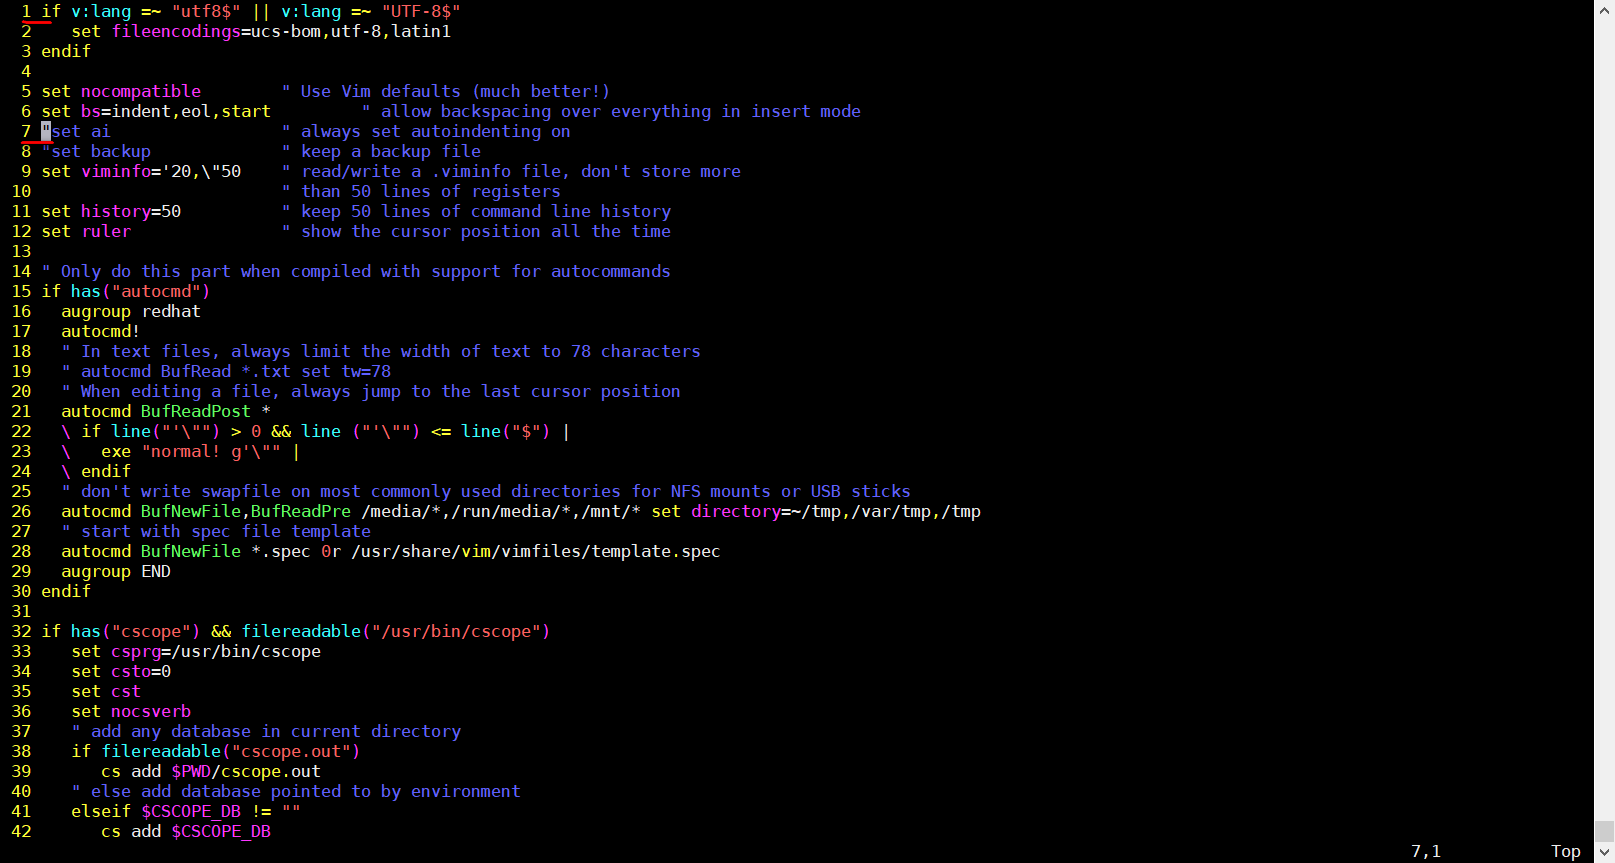 1 if v:lang =~ "utf8$" || v:lang =~ "UTF-8$"
2    set fileencodings=ucs-bom,utf-8,latin1
3 endif
4
5 set nocompatible        " Use Vim defaults (much better!)
6 set bs=indent,eol,start         " allow backspacing over everything in insert mode
7 "set ai                 " always set autoindenting on
8 "set backup             " keep a backup file
9 set viminfo='20,\"50    " read/write a .viminfo file, don't store more
10                         " than 50 lines of registers
11 set history=50          " keep 50 lines of command line history
12 set ruler               " show the cursor position all the time
13
14 " Only do this part when compiled with support for autocommands
15 if has("autocmd")
16   augroup redhat
17   autocmd!
18   " In text files, always limit the width of text to 78 characters
19   " autocmd BufRead *.txt set tw=78
20   " When editing a file, always jump to the last cursor position
21   autocmd BufReadPost *
22   \ if line("'\"") > 0 && line ("'\"") <= line("$") |
23   \   exe "normal! g'\"" |
24   \ endif
25   " don't write swapfile on most commonly used directories for NFS mounts or USB sticks
26   autocmd BufNewFile,BufReadPre /media/*,/run/media/*,/mnt/* set directory=~/tmp,/var/tmp,/tmp
27   " start with spec file template
28   autocmd BufNewFile *.spec 0r /usr/share/vim/vimfiles/template.spec
29   augroup END
30 endif
31
32 if has("cscope") && filereadable("/usr/bin/cscope")
33    set csprg=/usr/bin/cscope
34    set csto=0
35    set cst
36    set nocsverb
37    " add any database in current directory
38    if filereadable("cscope.out")
39       cs add $PWD/cscope.out
40    " else add database pointed to by environment
41    elseif $CSCOPE_DB != ""
42       cs add $CSCOPE_DB
7,1           Top